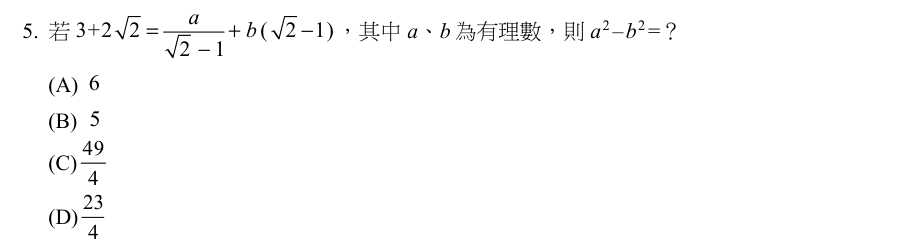 5. 若 3+2√2 = a/(√2 − 1) + b(√2−1)，其中 a、b 為有理數，則 a²−b²=？
(A) 6
(B) 5
(C) 49/4
(D) 23/4